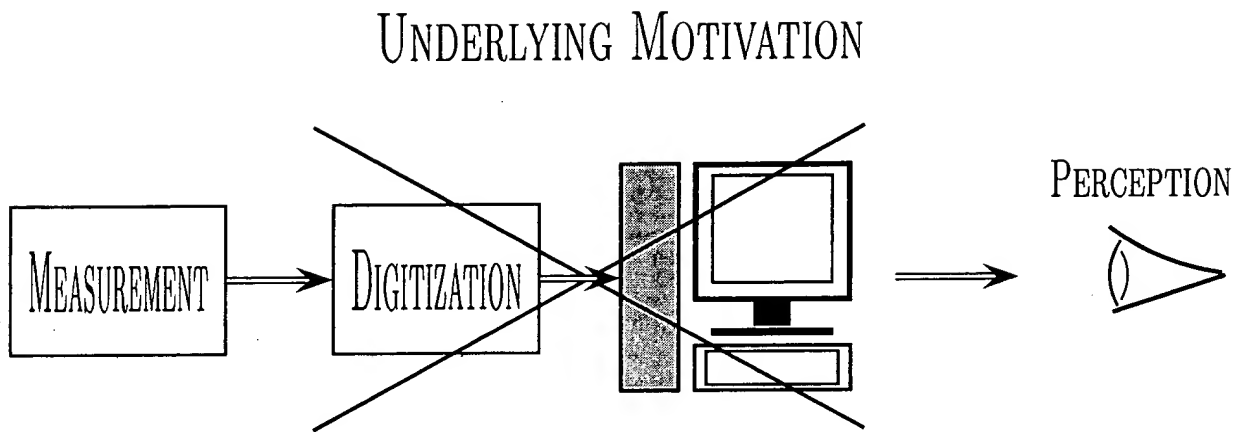 UNDERLYING MOTIVATION
PERCEPTION
MEASUREMENT
DIGITIZATION